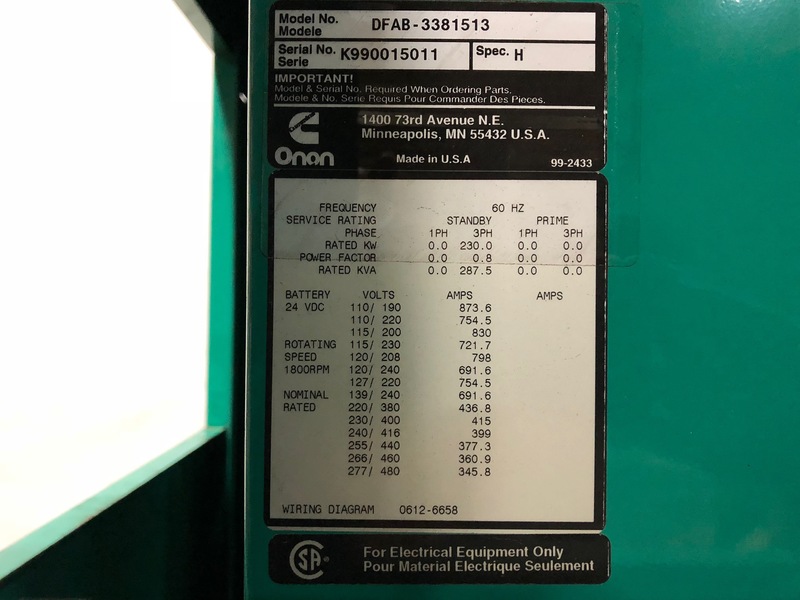 Model No. DFAB-3381513
Modele
Serial No. K990015011 Spec. H
Serie
IMPORTANT!
Model & Serial No. Required When Ordering Parts.
Modele & No. Serie Requis Pour Commander Des Pieces.
1400 73rd Avenue N.E.
Minneapolis, MN 55432 U.S.A.
Onan Made in U.S.A 99-2433
FREQUENCY 60 HZ
SERVICE RATING STANDBY PRIME
PHASE 1PH 3PH 1PH 3PH
RATED KW 0.0 230.0 0.0 0.0
POWER FACTOR 0.0 0.8 0.0 0.0
RATED KVA 0.0 287.5 0.0 0.0
BATTERY VOLTS AMPS AMPS
24 VDC 110/ 190 873.6
110/ 220 754.5
115/ 200 830
ROTATING 115/ 230 721.7
SPEED 120/ 208 798
1800RPM 120/ 240 691.6
127/ 220 754.5
NOMINAL 139/ 240 691.6
RATED 220/ 380 436.8
230/ 400 415
240/ 416 399
255/ 440 377.3
266/ 460 360.9
277/ 480 345.8
WIRING DIAGRAM 0612-6658
SA® For Electrical Equipment Only
Pour Material Electrique Seulement